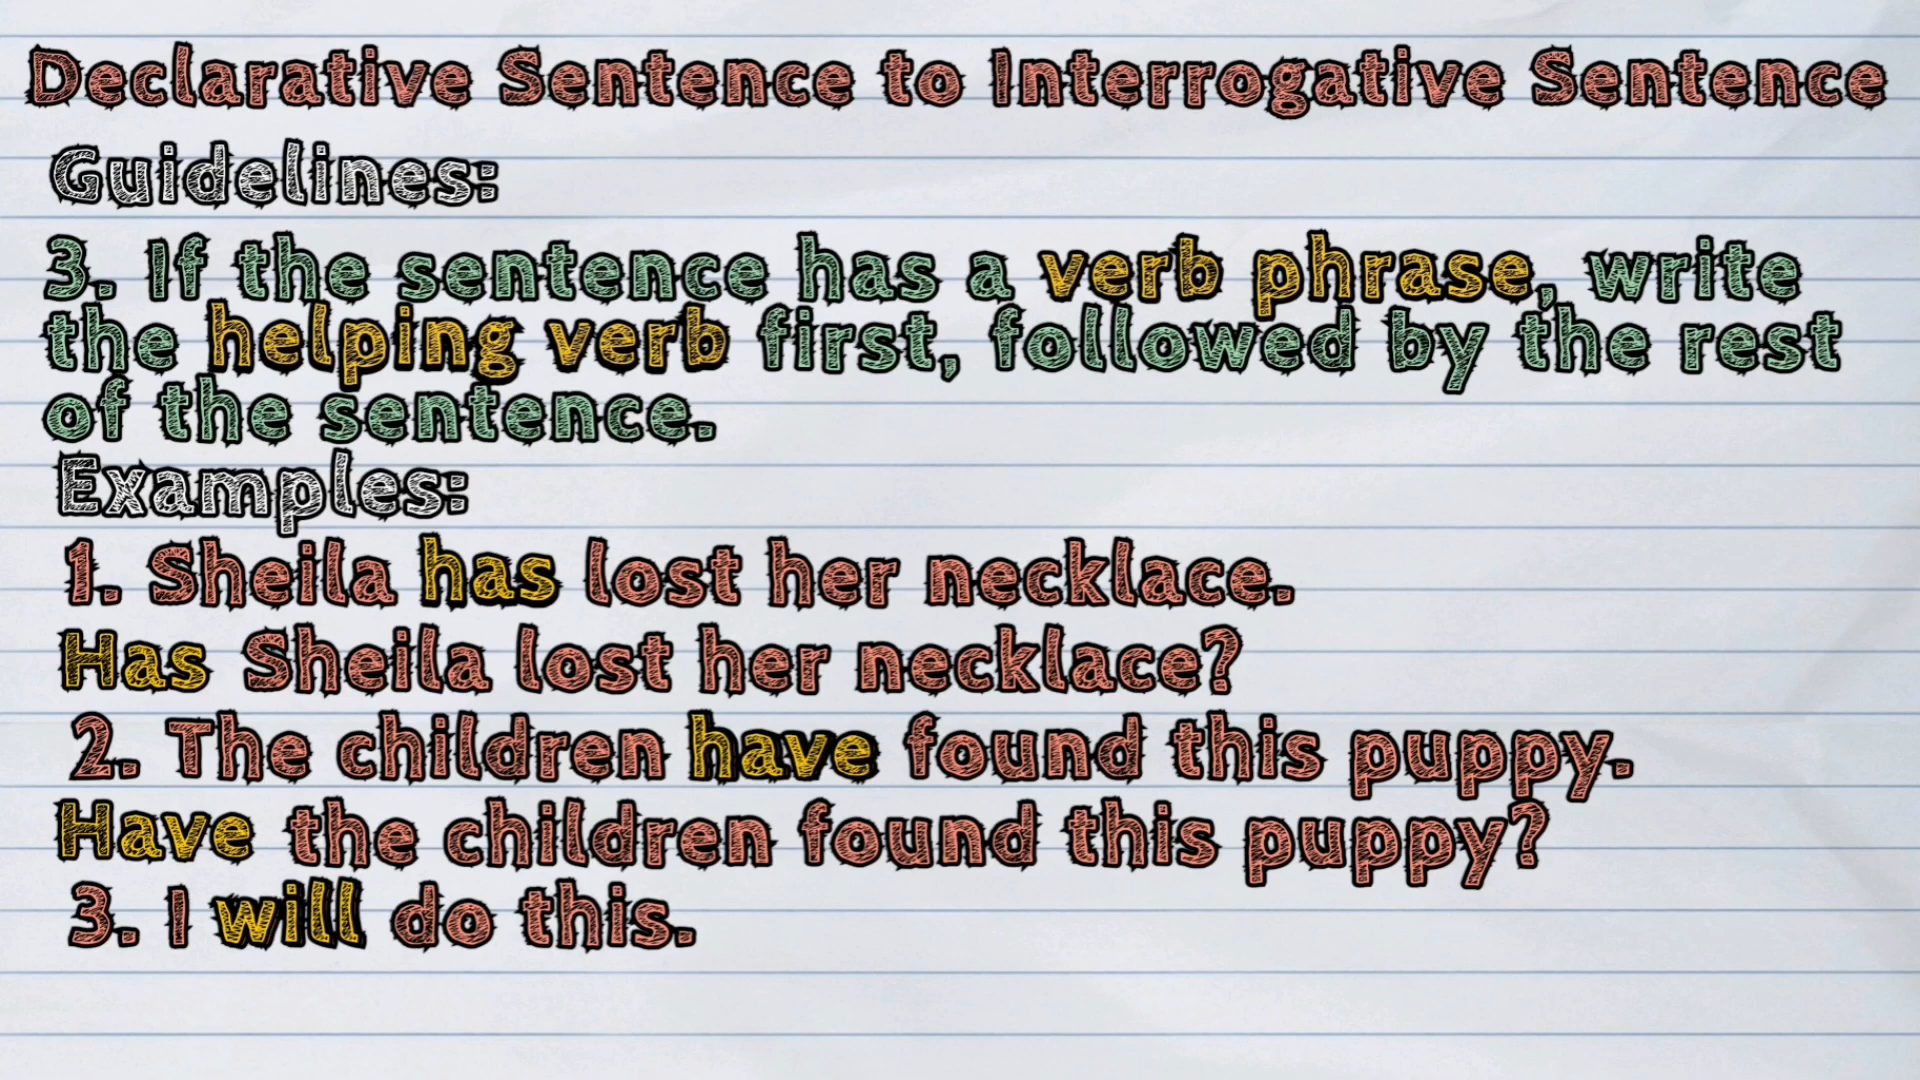 Declarative Sentence to Interrogative Sentence
Guidelines:
3. If the sentence has a verb phrase, write
the helping verb first, followed by the rest
of the sentence.
Examples:
1. Sheila has lost her necklace.
Has Sheila lost her necklace?
2. The children have found this puppy.
Have the children found this puppy?
3. I will do this.